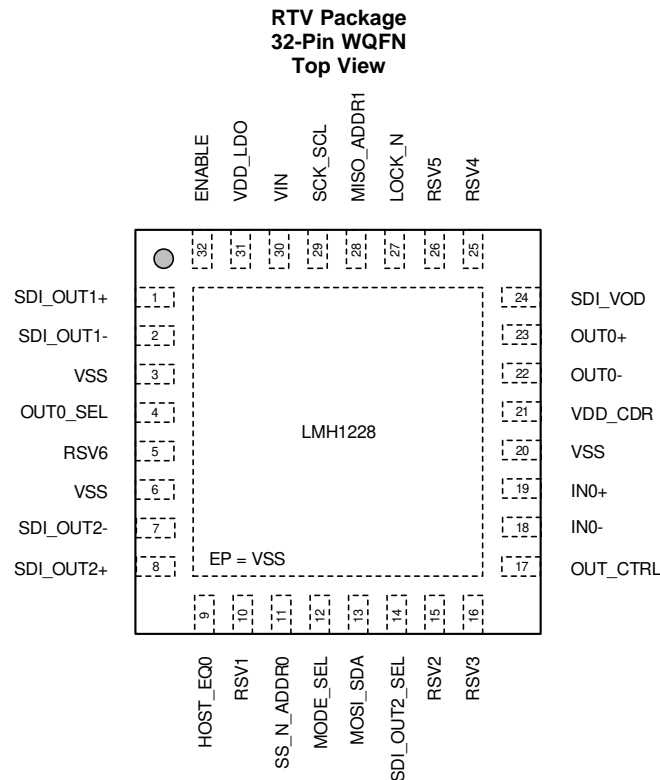 RTV Package
32-Pin WQFN
Top View
ENABLE
VDD_LDO
VIN
SCK_SCL
MISO_ADDR1
LOCK_N
RSV5
RSV4
32
31
30
29
28
27
26
25
SDI_OUT1+ 1
SDI_OUT1- 2
VSS 3
OUT0_SEL 4
RSV6 5
VSS 6
SDI_OUT2- 7
SDI_OUT2+ 8
LMH1228
EP = VSS
24 SDI_VOD
23 OUT0+
22 OUT0-
21 VDD_CDR
20 VSS
19 IN0+
18 IN0-
17 OUT_CTRL
9
10
11
12
13
14
15
16
HOST_EQ0
RSV1
SS_N_ADDR0
MODE_SEL
MOSI_SDA
SDI_OUT2_SEL
RSV2
RSV3